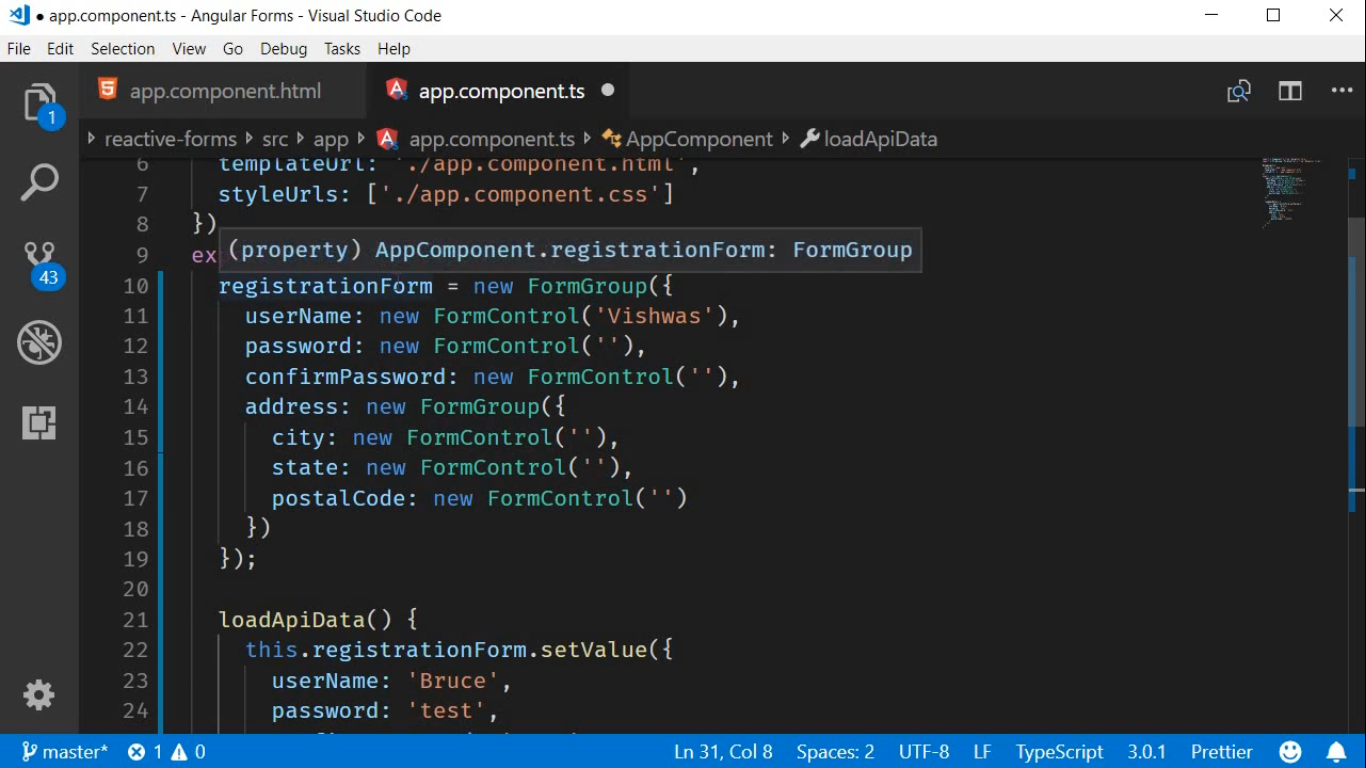 ● app.component.ts - Angular Forms - Visual Studio Code
File Edit Selection View Go Debug Tasks Help
app.component.html app.component.ts
reactive-forms src app app.component.ts AppComponent loadApiData
1
43
6 templateUrl: './app.component.html',
7 styleUrls: ['./app.component.css']
8 })
(property) AppComponent.registrationForm: FormGroup
9 ex
10 registrationForm = new FormGroup({
11 userName: new FormControl('Vishwas'),
12 password: new FormControl(''),
13 confirmPassword: new FormControl(''),
14 address: new FormGroup({
15 city: new FormControl(''),
16 state: new FormControl(''),
17 postalCode: new FormControl('')
18 })
19 });
20
21 loadApiData() {
22 this.registrationForm.setValue({
23 userName: 'Bruce',
24 password: 'test',
master* 1 0 Ln 31, Col 8 Spaces: 2 UTF-8 LF TypeScript 3.0.1 Prettier